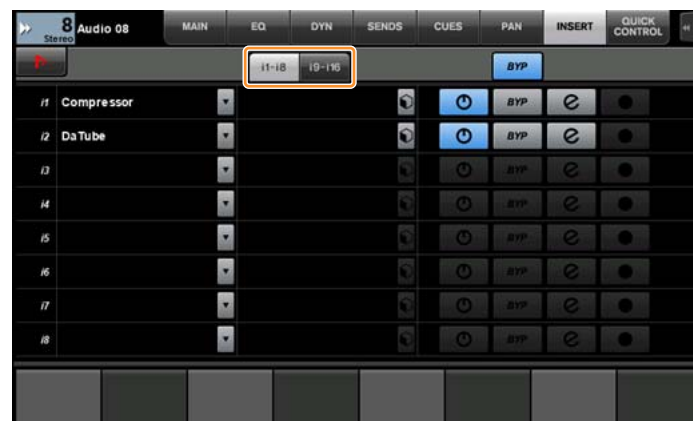 8 Audio 08 MAIN EQ DYN SENDS CUES PAN INSERT QUICK CONTROL
Stereo
i1-i8 i9-i16 BYP
i1 Compressor BYP e
i2 DaTube BYP e
i3 BYP e
i4 BYP e
i5 BYP e
i6 BYP e
i7 BYP e
i8 BYP e